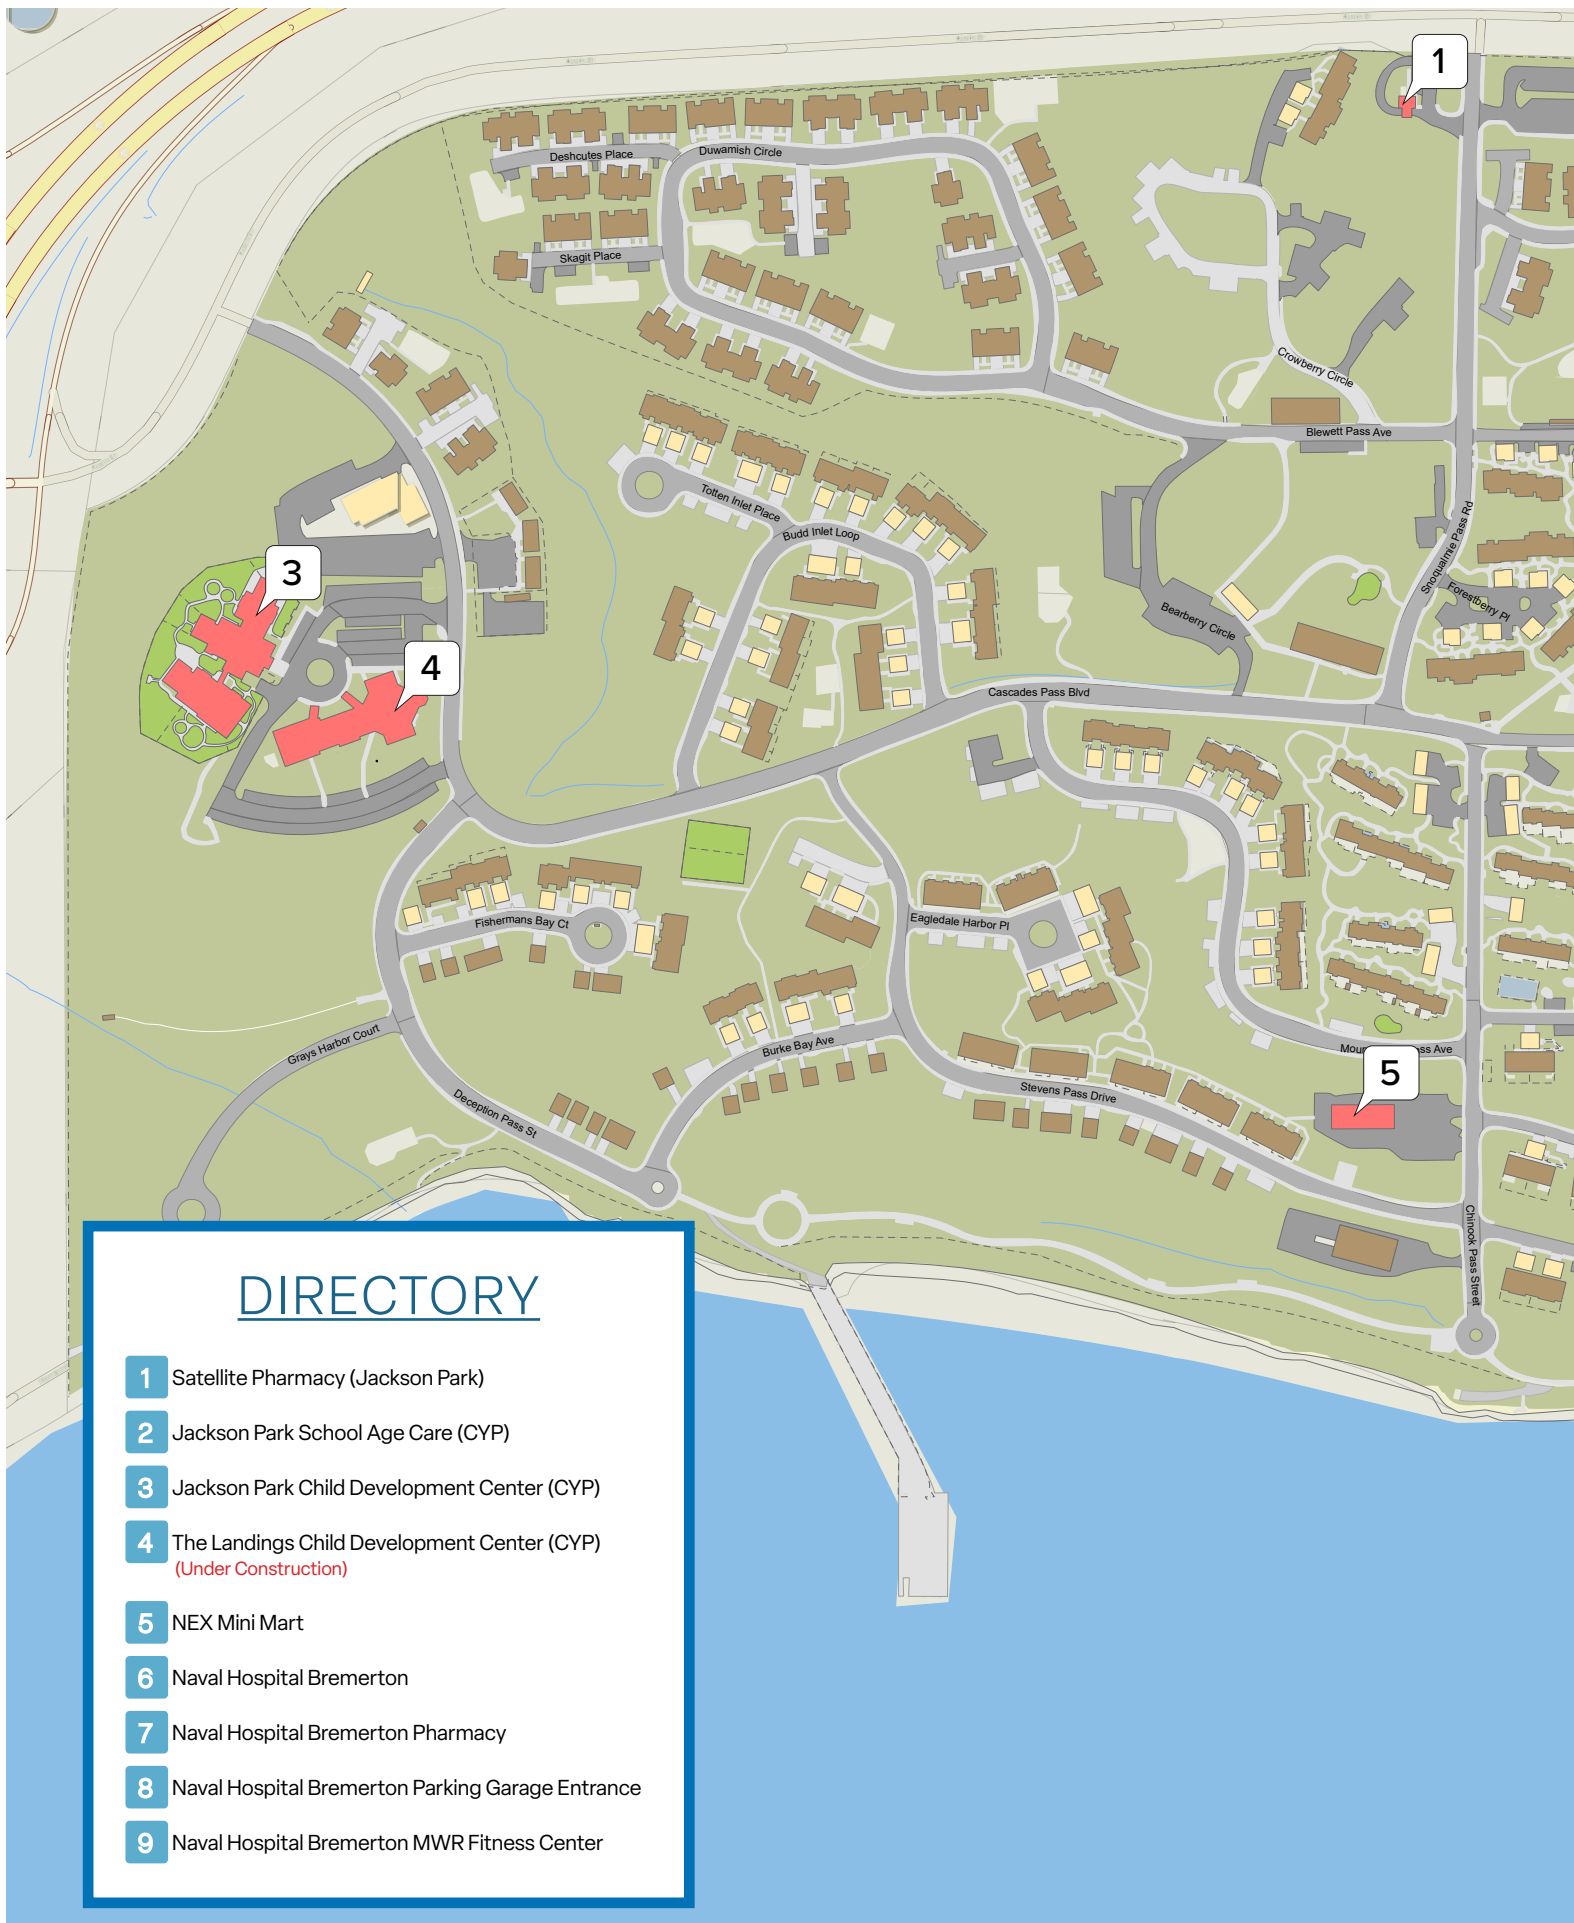 1
Deshcutes Place
Duwamish Circle
Skagit Place
Crowberry Circle
Blewett Pass Ave
Totten Inlet Place
Budd Inlet Loop
Snoqualmie Pass Rd
3
Forestberry Pl
Bearberry Circle
4
Cascades Pass Blvd
Fishermans Bay Ct
Eagledale Harbor Pl
Grays Harbor Court
Burke Bay Ave
ss Ave
5
Stevens Pass Drive
Deception Pass St
Chinook Pass Street
DIRECTORY
1 Satellite Pharmacy (Jackson Park)
2 Jackson Park School Age Care (CYP)
3 Jackson Park Child Development Center (CYP)
4 The Landings Child Development Center (CYP)
(Under Construction)
5 NEX Mini Mart
6 Naval Hospital Bremerton
7 Naval Hospital Bremerton Pharmacy
8 Naval Hospital Bremerton Parking Garage Entrance
9 Naval Hospital Bremerton MWR Fitness Center